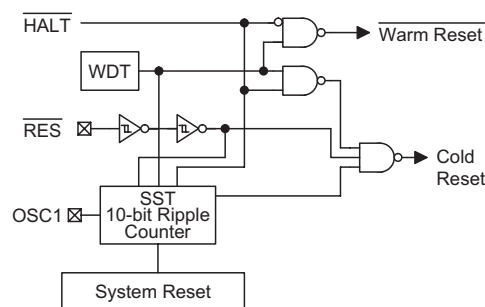 HALT
Warm Reset
WDT
RES
Cold
Reset
SST
10-bit Ripple
Counter
OSC1
System Reset